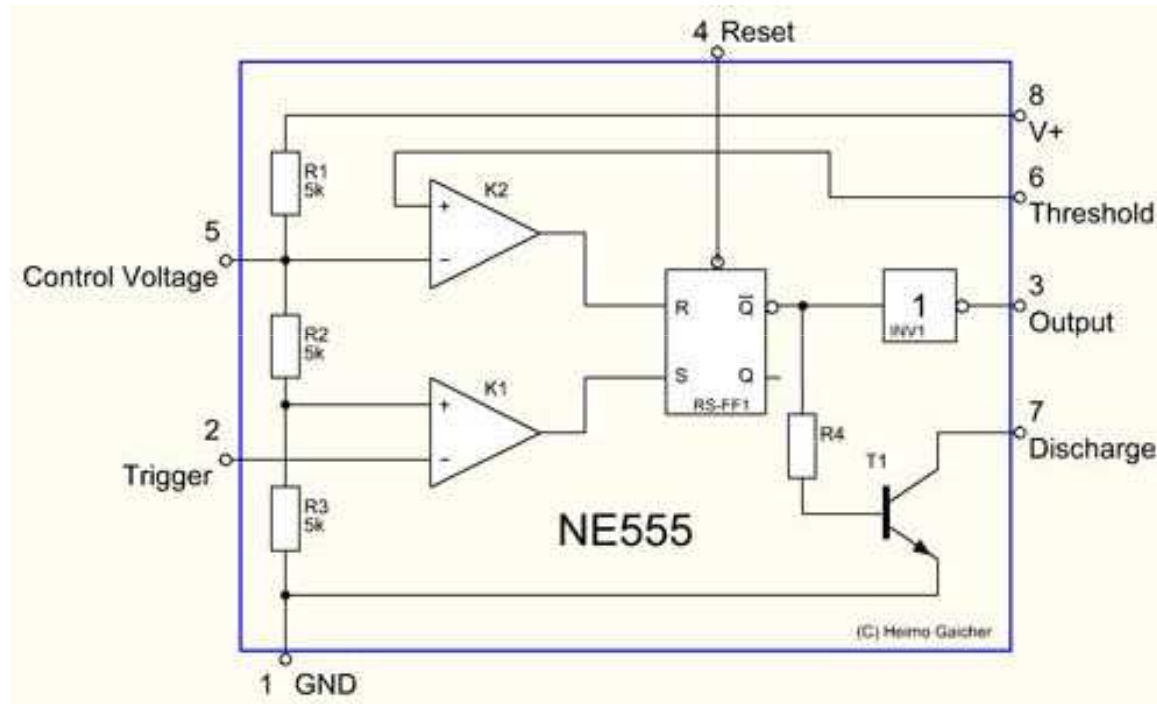 4 Reset
8
V+
R1
5k
K2
+
−
6
Threshold
5
Control Voltage
R2
5k
R
Q̅
S
Q
RS-FF1
1
INV1
3
Output
K1
+
−
2
Trigger
R4
7
Discharge
T1
R3
5k
NE555
(C) Heimo Gaicher
1 GND